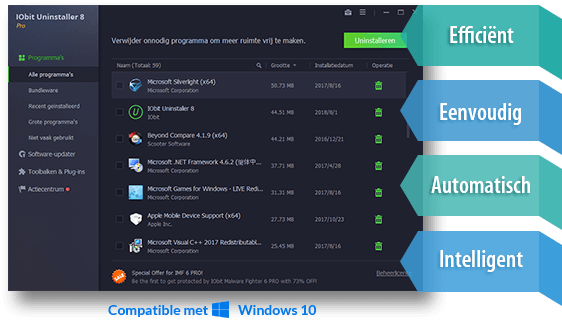 IObit Uninstaller 8
Pro
Verwijder onnodig programma om meer ruimte vrij te maken.
Uninstalleren
Programma's
Alle programma's
Bundleware
Recent geïnstalleerd
Grote programma's
Niet vaak gebruikt
Software-updater
Toolbalken & Plug-ins
Actiecentrum
Naam (Totaal: 59) Grootte Installatiedatum Operatie
Microsoft Silverlight (x64) 50.73 MB 2017/8/16
Microsoft Corporation
IObit Uninstaller 8 44.51 MB 2018/8/1
IObit
Beyond Compare 4.1.9 (x64) 44.21 MB 2016/12/21
Scooter Software
Microsoft .NET Framework 4.6.2 (简体中 37.71 MB 2017/4/28
Microsoft Corporation
Microsoft Games for Windows - LIVE Redi... 31.31 MB 2017/8/16
Microsoft Corporation
Apple Mobile Device Support (x64) 27.73 MB 2017/10/23
Apple Inc.
Microsoft Visual C++ 2017 Redistributabl... 25.45 MB 2017/8/16
Microsoft Corporation
SALE
Special Offer for IMF 6 PRO!
Be the first to get protected by IObit Malware Fighter 6 PRO with 73% OFF!
Efficiënt
Eenvoudig
Automatisch
Intelligent
Compatible met Windows 10